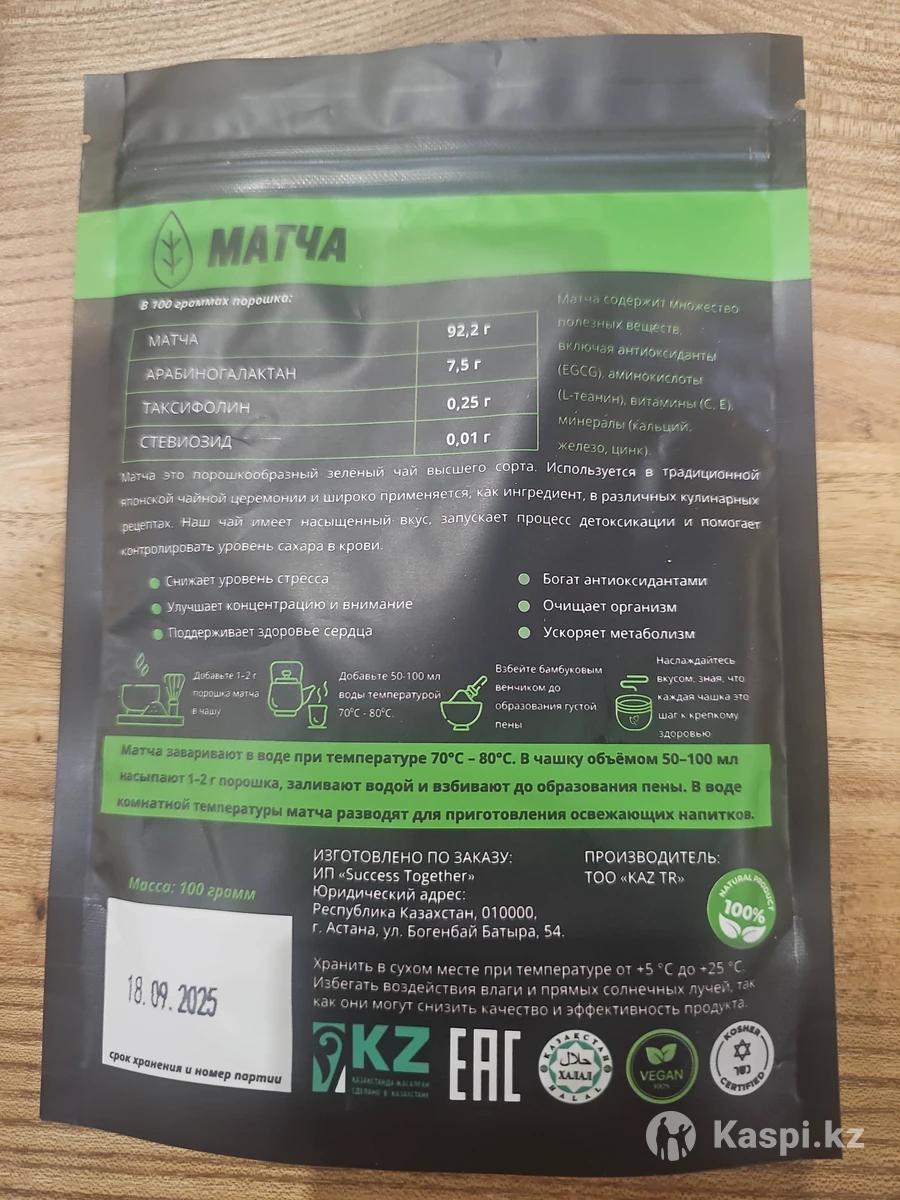 МАТЧА
В 100 граммах порошка:
МАТЧА 92,2 г
АРАБИНОГАЛАКТАН 7,5 г
ТАКСИФОЛИН 0,25 г
СТЕВИОЗИД 0,01 г
Матча содержит множество
полезных веществ,
включая антиоксиданты
(EGCG), аминокислоты
(L-теанин), витамины (C, E),
минералы (кальций,
железо, цинк).
Матча это порошкообразный зеленый чай высшего сорта. Используется в традиционной
японской чайной церемонии и широко применяется, как ингредиент, в различных кулинарных
рецептах. Наш чай имеет насыщенный вкус, запускает процесс детоксикации и помогает
контролировать уровень сахара в крови.
Снижает уровень стресса
Улучшает концентрацию и внимание
Поддерживает здоровье сердца
Богат антиоксидантами
Очищает организм
Ускоряет метаболизм
Добавьте 1-2 г
порошка матча
в чашу
Добавьте 50-100 мл
воды температурой
70°C - 80°C.
Взбейте бамбуковым
венчиком до
образования густой
пены
Наслаждайтесь
вкусом, зная, что
каждая чашка это
шаг к крепкому
здоровью
Матча заваривают в воде при температуре 70°C – 80°C. В чашку объёмом 50–100 мл
насыпают 1–2 г порошка, заливают водой и взбивают до образования пены. В воде
комнатной температуры матча разводят для приготовления освежающих напитков.
Масса: 100 грамм
18.09.2025
срок хранения и номер партии
ИЗГОТОВЛЕНО ПО ЗАКАЗУ:
ИП «Success Together»
Юридический адрес:
Республика Казахстан, 010000,
г. Астана, ул. Богенбай Батыра, 54.
ПРОИЗВОДИТЕЛЬ:
ТОО «KAZ TR»
NATURAL PRODUCT
100%
Хранить в сухом месте при температуре от +5 °C до +25 °C.
Избегать воздействия влаги и прямых солнечных лучей, так
как они могут снизить качество и эффективность продукта.
KZ
ҚАЗАҚСТАНДА ЖАСАЛҒАН
СДЕЛАНО В КАЗАХСТАНЕ
EAC
КАЗАХСТАН
حلال
ХАЛАЛ
HALAL
VEGAN
100%
KOSHER
כשר
CERTIFIED
Kaspi.kz